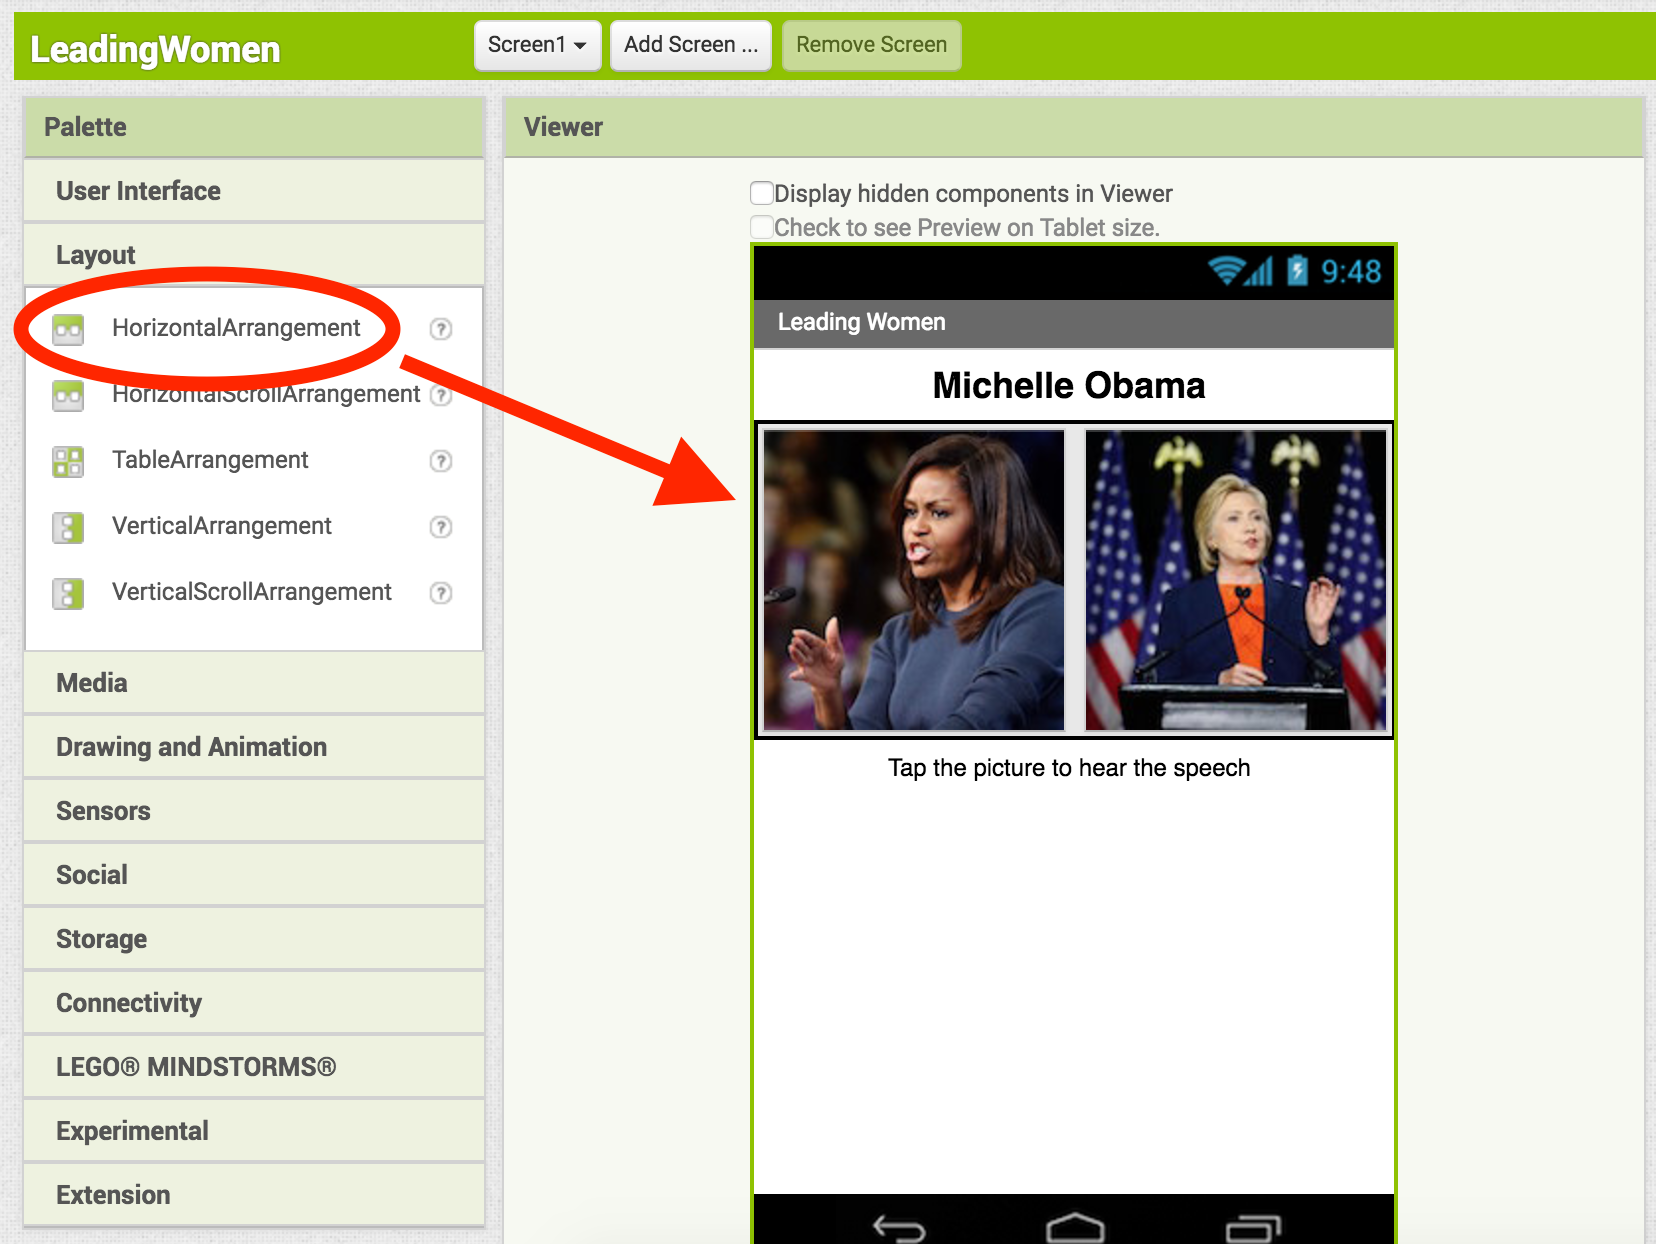 LeadingWomen
Screen1
Add Screen ...
Remove Screen
Palette
User Interface
Layout
HorizontalArrangement
?
HorizontalScrollArrangement
?
TableArrangement
?
VerticalArrangement
?
VerticalScrollArrangement
?
Media
Drawing and Animation
Sensors
Social
Storage
Connectivity
LEGO® MINDSTORMS®
Experimental
Extension
Viewer
Display hidden components in Viewer
Check to see Preview on Tablet size.
9:48
Leading Women
Michelle Obama
Tap the picture to hear the speech